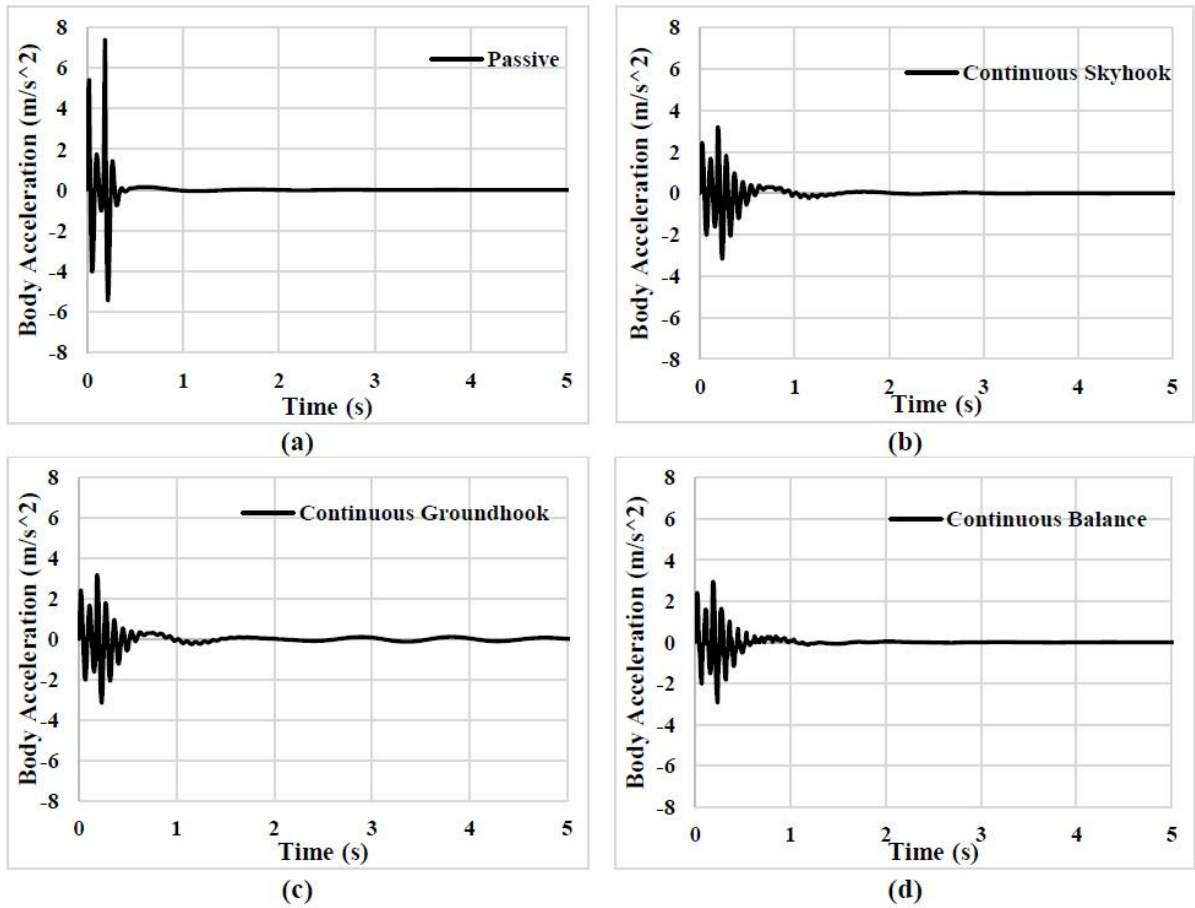 Body Acceleration (m/s^2)
8
6
4
2
0
-2
-4
-6
-8
Passive
0 1 2 3 4 5
Time (s)
(a)
Body Acceleration (m/s^2)
8
6
4
2
0
-2
-4
-6
-8
Continuous Skyhook
0 1 2 3 4 5
Time (s)
(b)
Body Acceleration (m/s^2)
8
6
4
2
0
-2
-4
-6
-8
Continuous Groundhook
0 1 2 3 4 5
Time (s)
(c)
Body Acceleration (m/s^2)
8
6
4
2
0
-2
-4
-6
-8
Continuous Balance
0 1 2 3 4 5
Time (s)
(d)